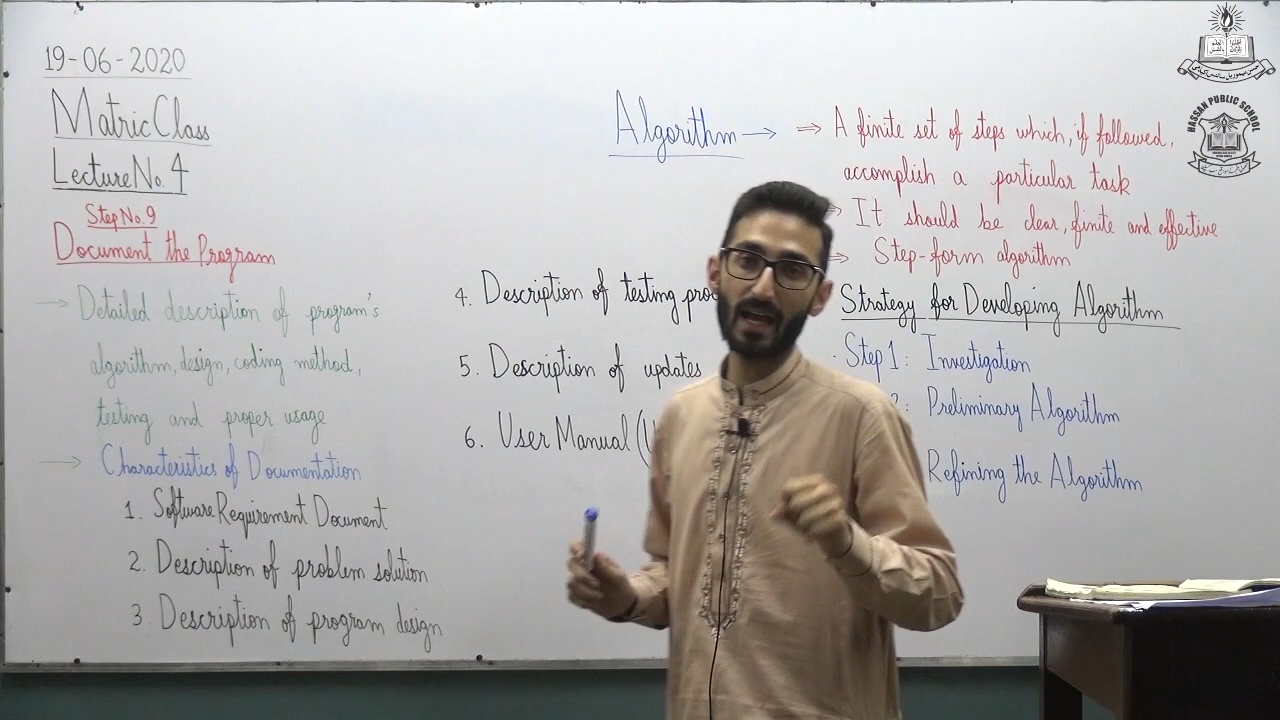 19-06-2020
Matric Class
Lecture No. 4
Step No. 9
Document the Program
→ Detailed description of program's
algorithm, design, coding method,
testing and proper usage
→ Characteristics of Documentation
1. Software Requirement Document
2. Description of problem solution
3. Description of program design
4. Description of testing
5. Description of updates
6. User Manual (
Algorithm → ⇒ A finite set of steps which, if followed,
accomplish a particular task
⇒ It should be clear, finite and effective
⇒ Step-form algorithm
Strategy for Developing Algorithm
Step 1: Investigation
2: Preliminary Algorithm
Refining the Algorithm
HASSAN PUBLIC SCHOOL